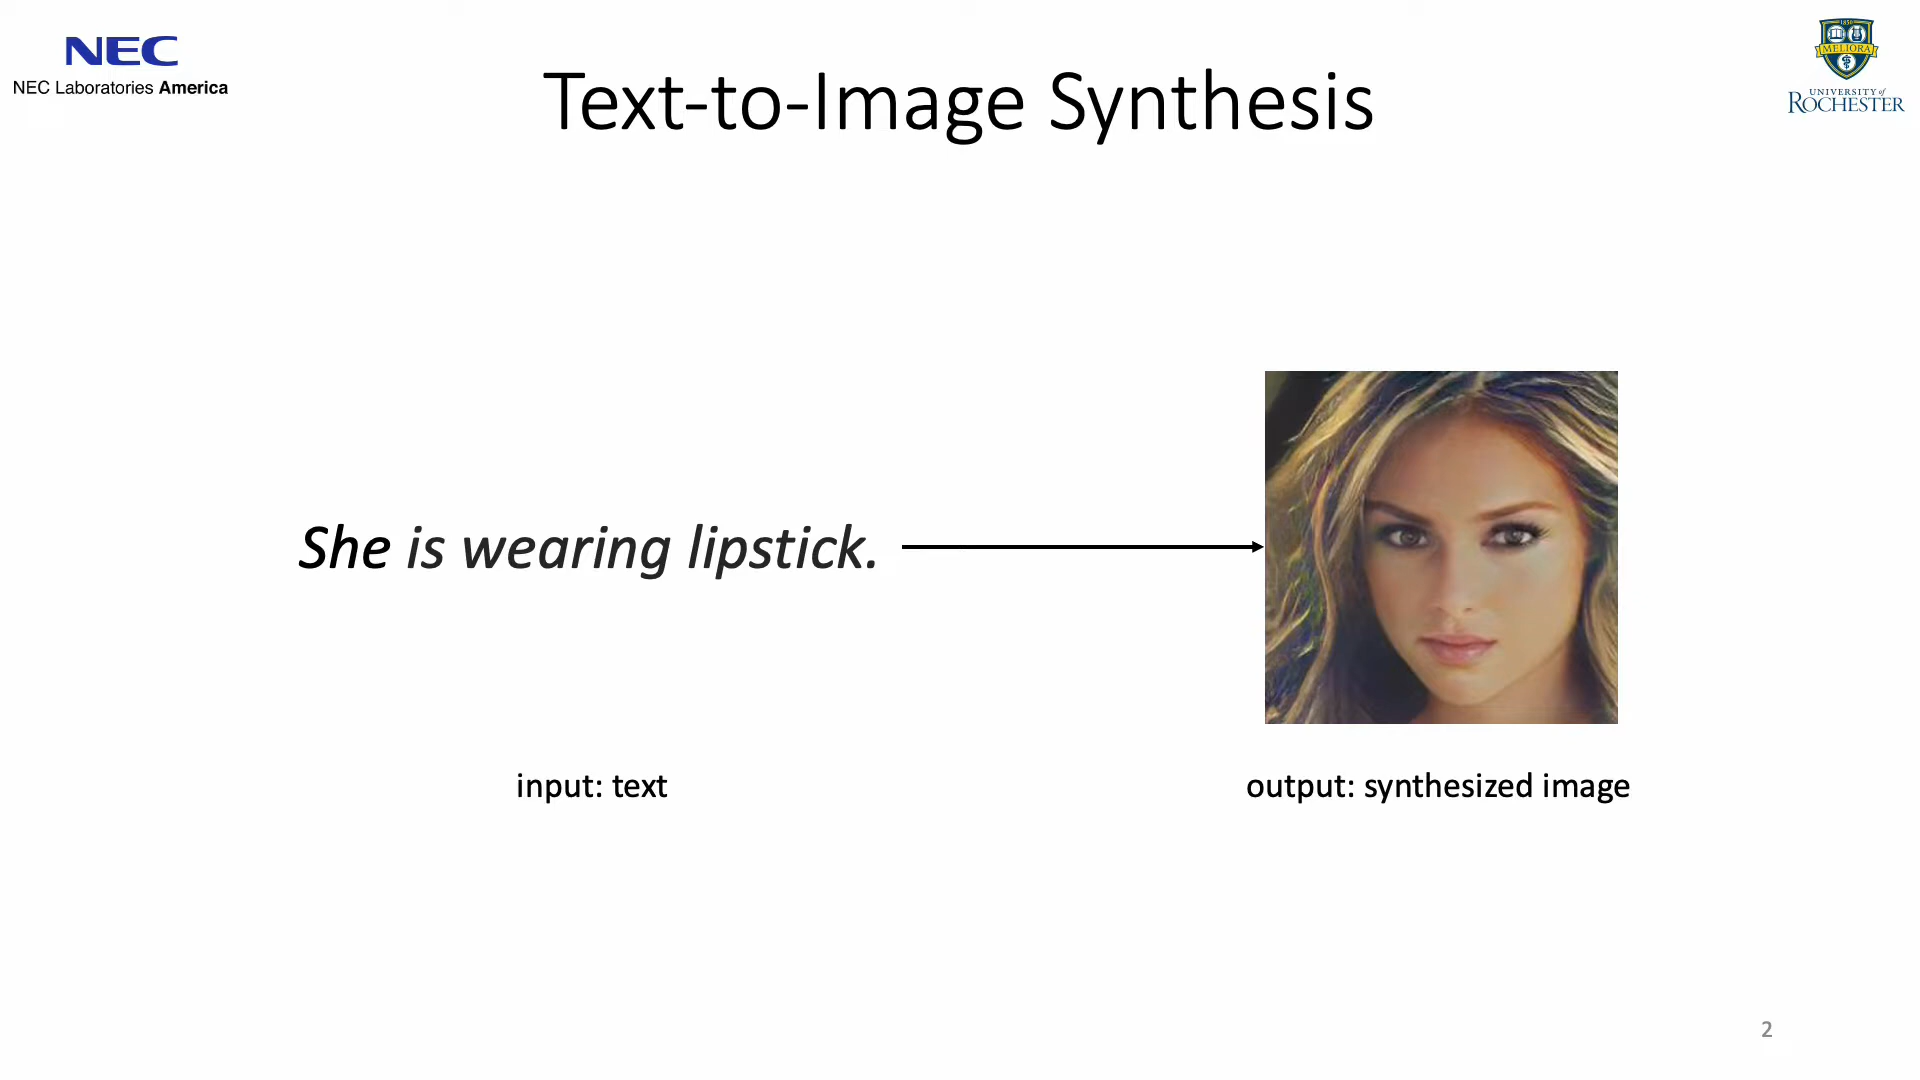 NEC
NEC Laboratories America
1850
MELIORA
UNIVERSITY of
ROCHESTER
Text-to-Image Synthesis
She is wearing lipstick.
input: text
output: synthesized image
2